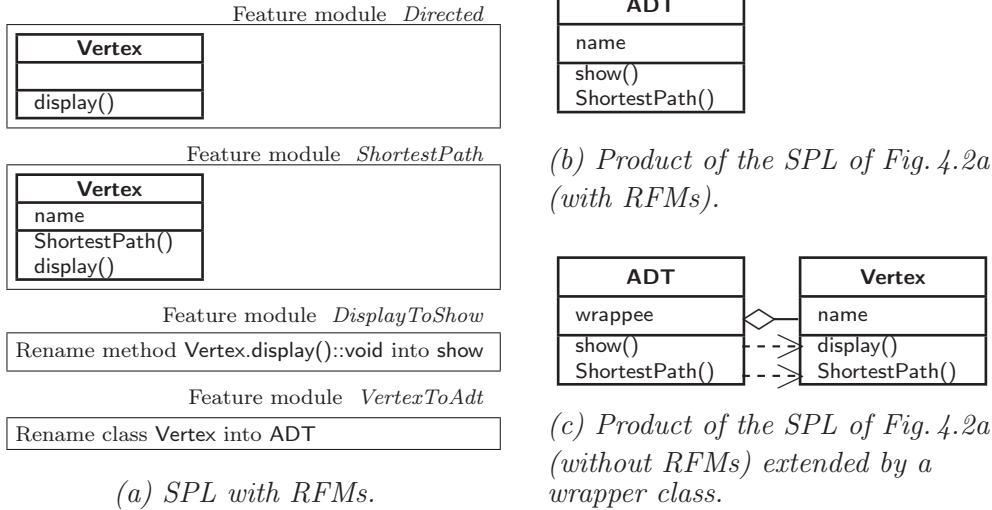 Feature module Directed
Vertex
display()
Feature module ShortestPath
Vertex
name
ShortestPath()
display()
Feature module DisplayToShow
Rename method Vertex.display()::void into show
Feature module VertexToAdt
Rename class Vertex into ADT
(a) SPL with RFMs.
ADT
name
show()
ShortestPath()
(b) Product of the SPL of Fig. 4.2a
(with RFMs).
ADT
wrappee
show()
ShortestPath()
Vertex
name
display()
ShortestPath()
(c) Product of the SPL of Fig. 4.2a
(without RFMs) extended by a
wrapper class.